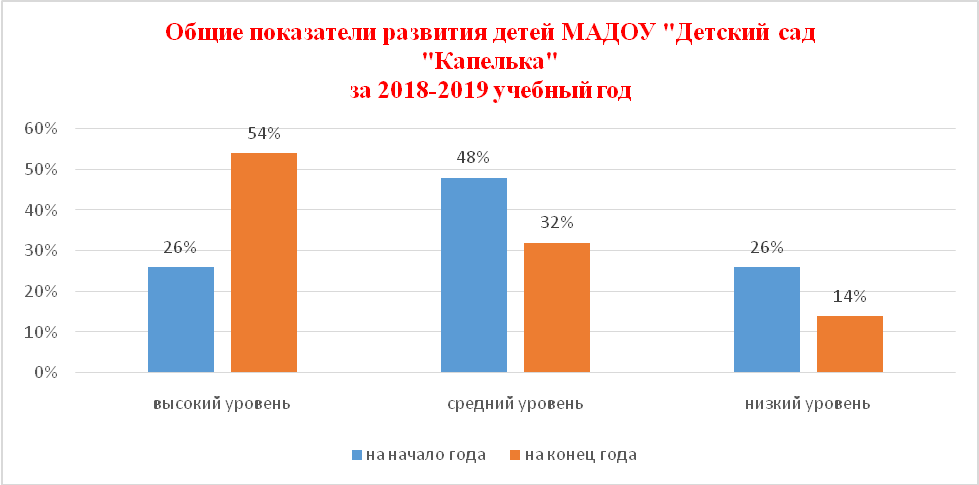 Общие показатели развития детей МАДОУ "Детский сад
"Капелька"
за 2018-2019 учебный год
60%
50%
40%
30%
20%
10%
0%
26%
54%
48%
32%
26%
14%
высокий уровень
средний уровень
низкий уровень
на начало года
на конец года